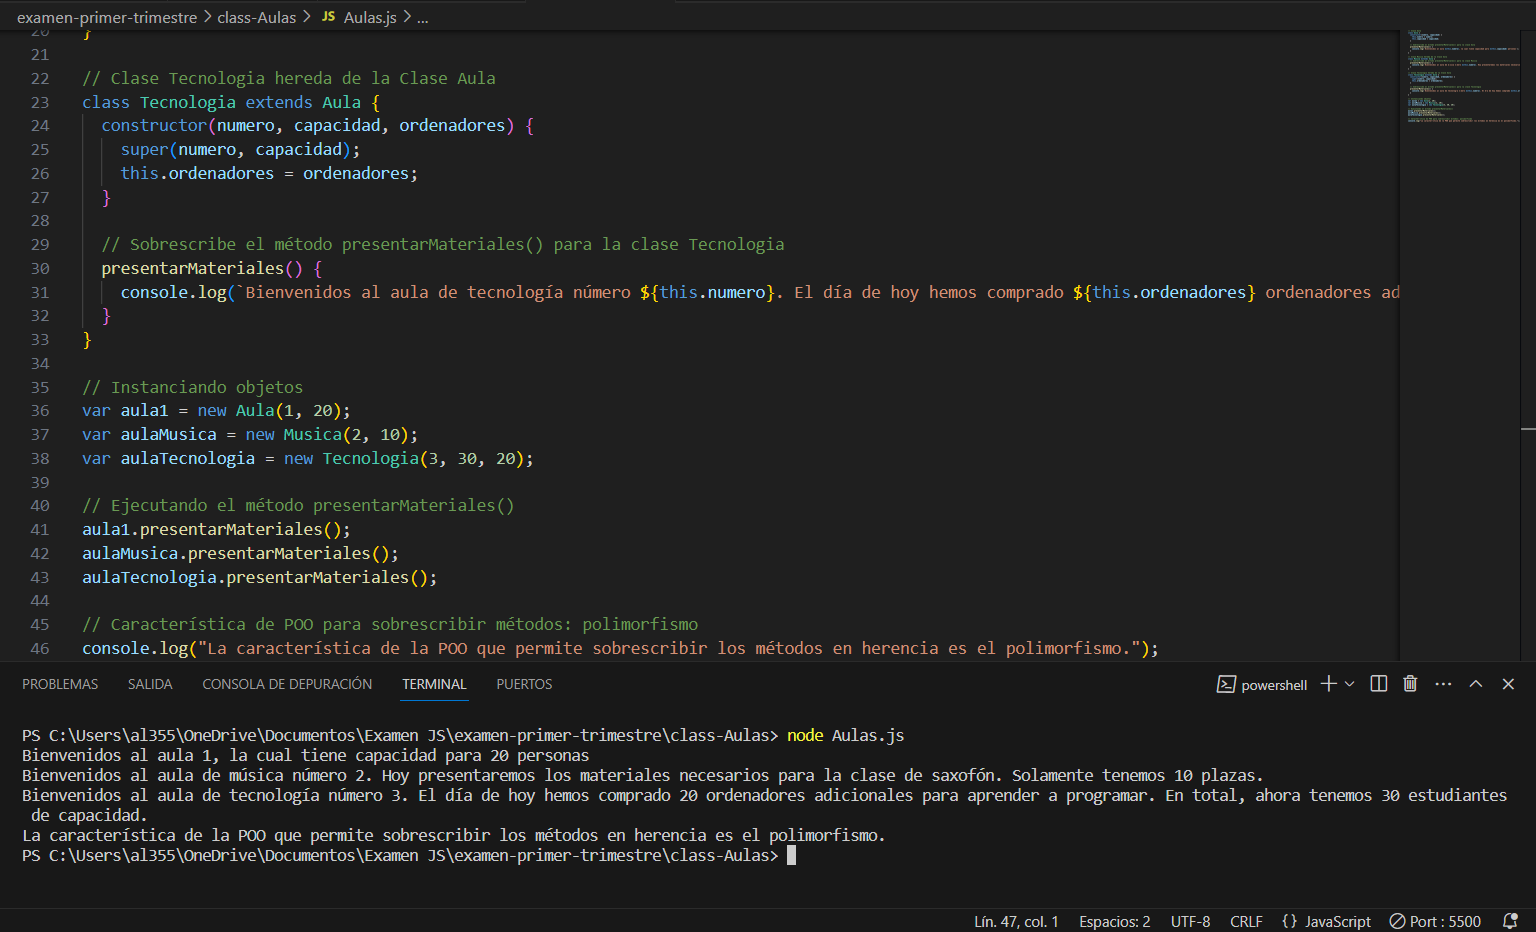 examen-primer-trimestre > class-Aulas > JS Aulas.js > ...
20 }
21
22 // Clase Tecnologia hereda de la Clase Aula
23 class Tecnologia extends Aula {
24 constructor(numero, capacidad, ordenadores) {
25 super(numero, capacidad);
26 this.ordenadores = ordenadores;
27 }
28
29 // Sobrescribe el método presentarMateriales() para la clase Tecnologia
30 presentarMateriales() {
31 console.log(`Bienvenidos al aula de tecnología número ${this.numero}. El día de hoy hemos comprado ${this.ordenadores} ordenadores ad
32 }
33 }
34
35 // Instanciando objetos
36 var aula1 = new Aula(1, 20);
37 var aulaMusica = new Musica(2, 10);
38 var aulaTecnologia = new Tecnologia(3, 30, 20);
39
40 // Ejecutando el método presentarMateriales()
41 aula1.presentarMateriales();
42 aulaMusica.presentarMateriales();
43 aulaTecnologia.presentarMateriales();
44
45 // Característica de POO para sobrescribir métodos: polimorfismo
46 console.log("La característica de la POO que permite sobrescribir los métodos en herencia es el polimorfismo.");
PROBLEMAS SALIDA CONSOLA DE DEPURACIÓN TERMINAL PUERTOS powershell
PS C:\Users\al355\OneDrive\Documentos\Examen JS\examen-primer-trimestre\class-Aulas> node Aulas.js
Bienvenidos al aula 1, la cual tiene capacidad para 20 personas
Bienvenidos al aula de música número 2. Hoy presentaremos los materiales necesarios para la clase de saxofón. Solamente tenemos 10 plazas.
Bienvenidos al aula de tecnología número 3. El día de hoy hemos comprado 20 ordenadores adicionales para aprender a programar. En total, ahora tenemos 30 estudiantes
de capacidad.
La característica de la POO que permite sobrescribir los métodos en herencia es el polimorfismo.
PS C:\Users\al355\OneDrive\Documentos\Examen JS\examen-primer-trimestre\class-Aulas>
Lín. 47, col. 1 Espacios: 2 UTF-8 CRLF {} JavaScript Port : 5500